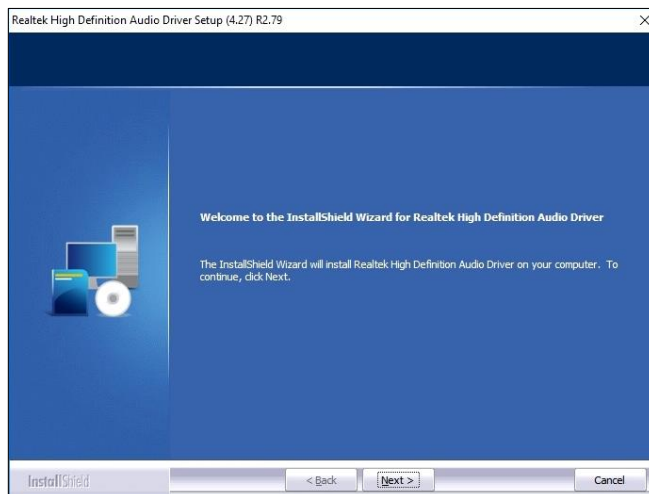 Realtek High Definition Audio Driver Setup (4.27) R2.79
Welcome to the InstallShield Wizard for Realtek High Definition Audio Driver
The InstallShield Wizard will install Realtek High Definition Audio Driver on your computer. To
continue, click Next.
InstallShield
< Back
Next >
Cancel